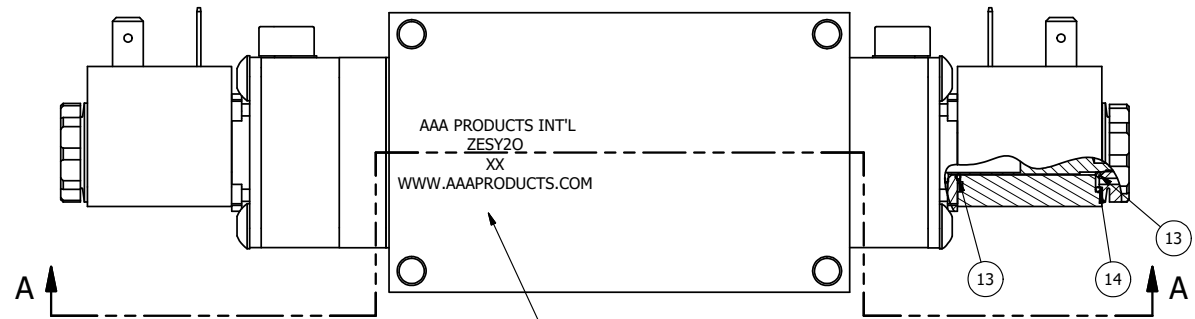 AAA PRODUCTS INT'L
ZESY2O
XX
WWW.AAAPRODUCTS.COM
13
13
14
A
A